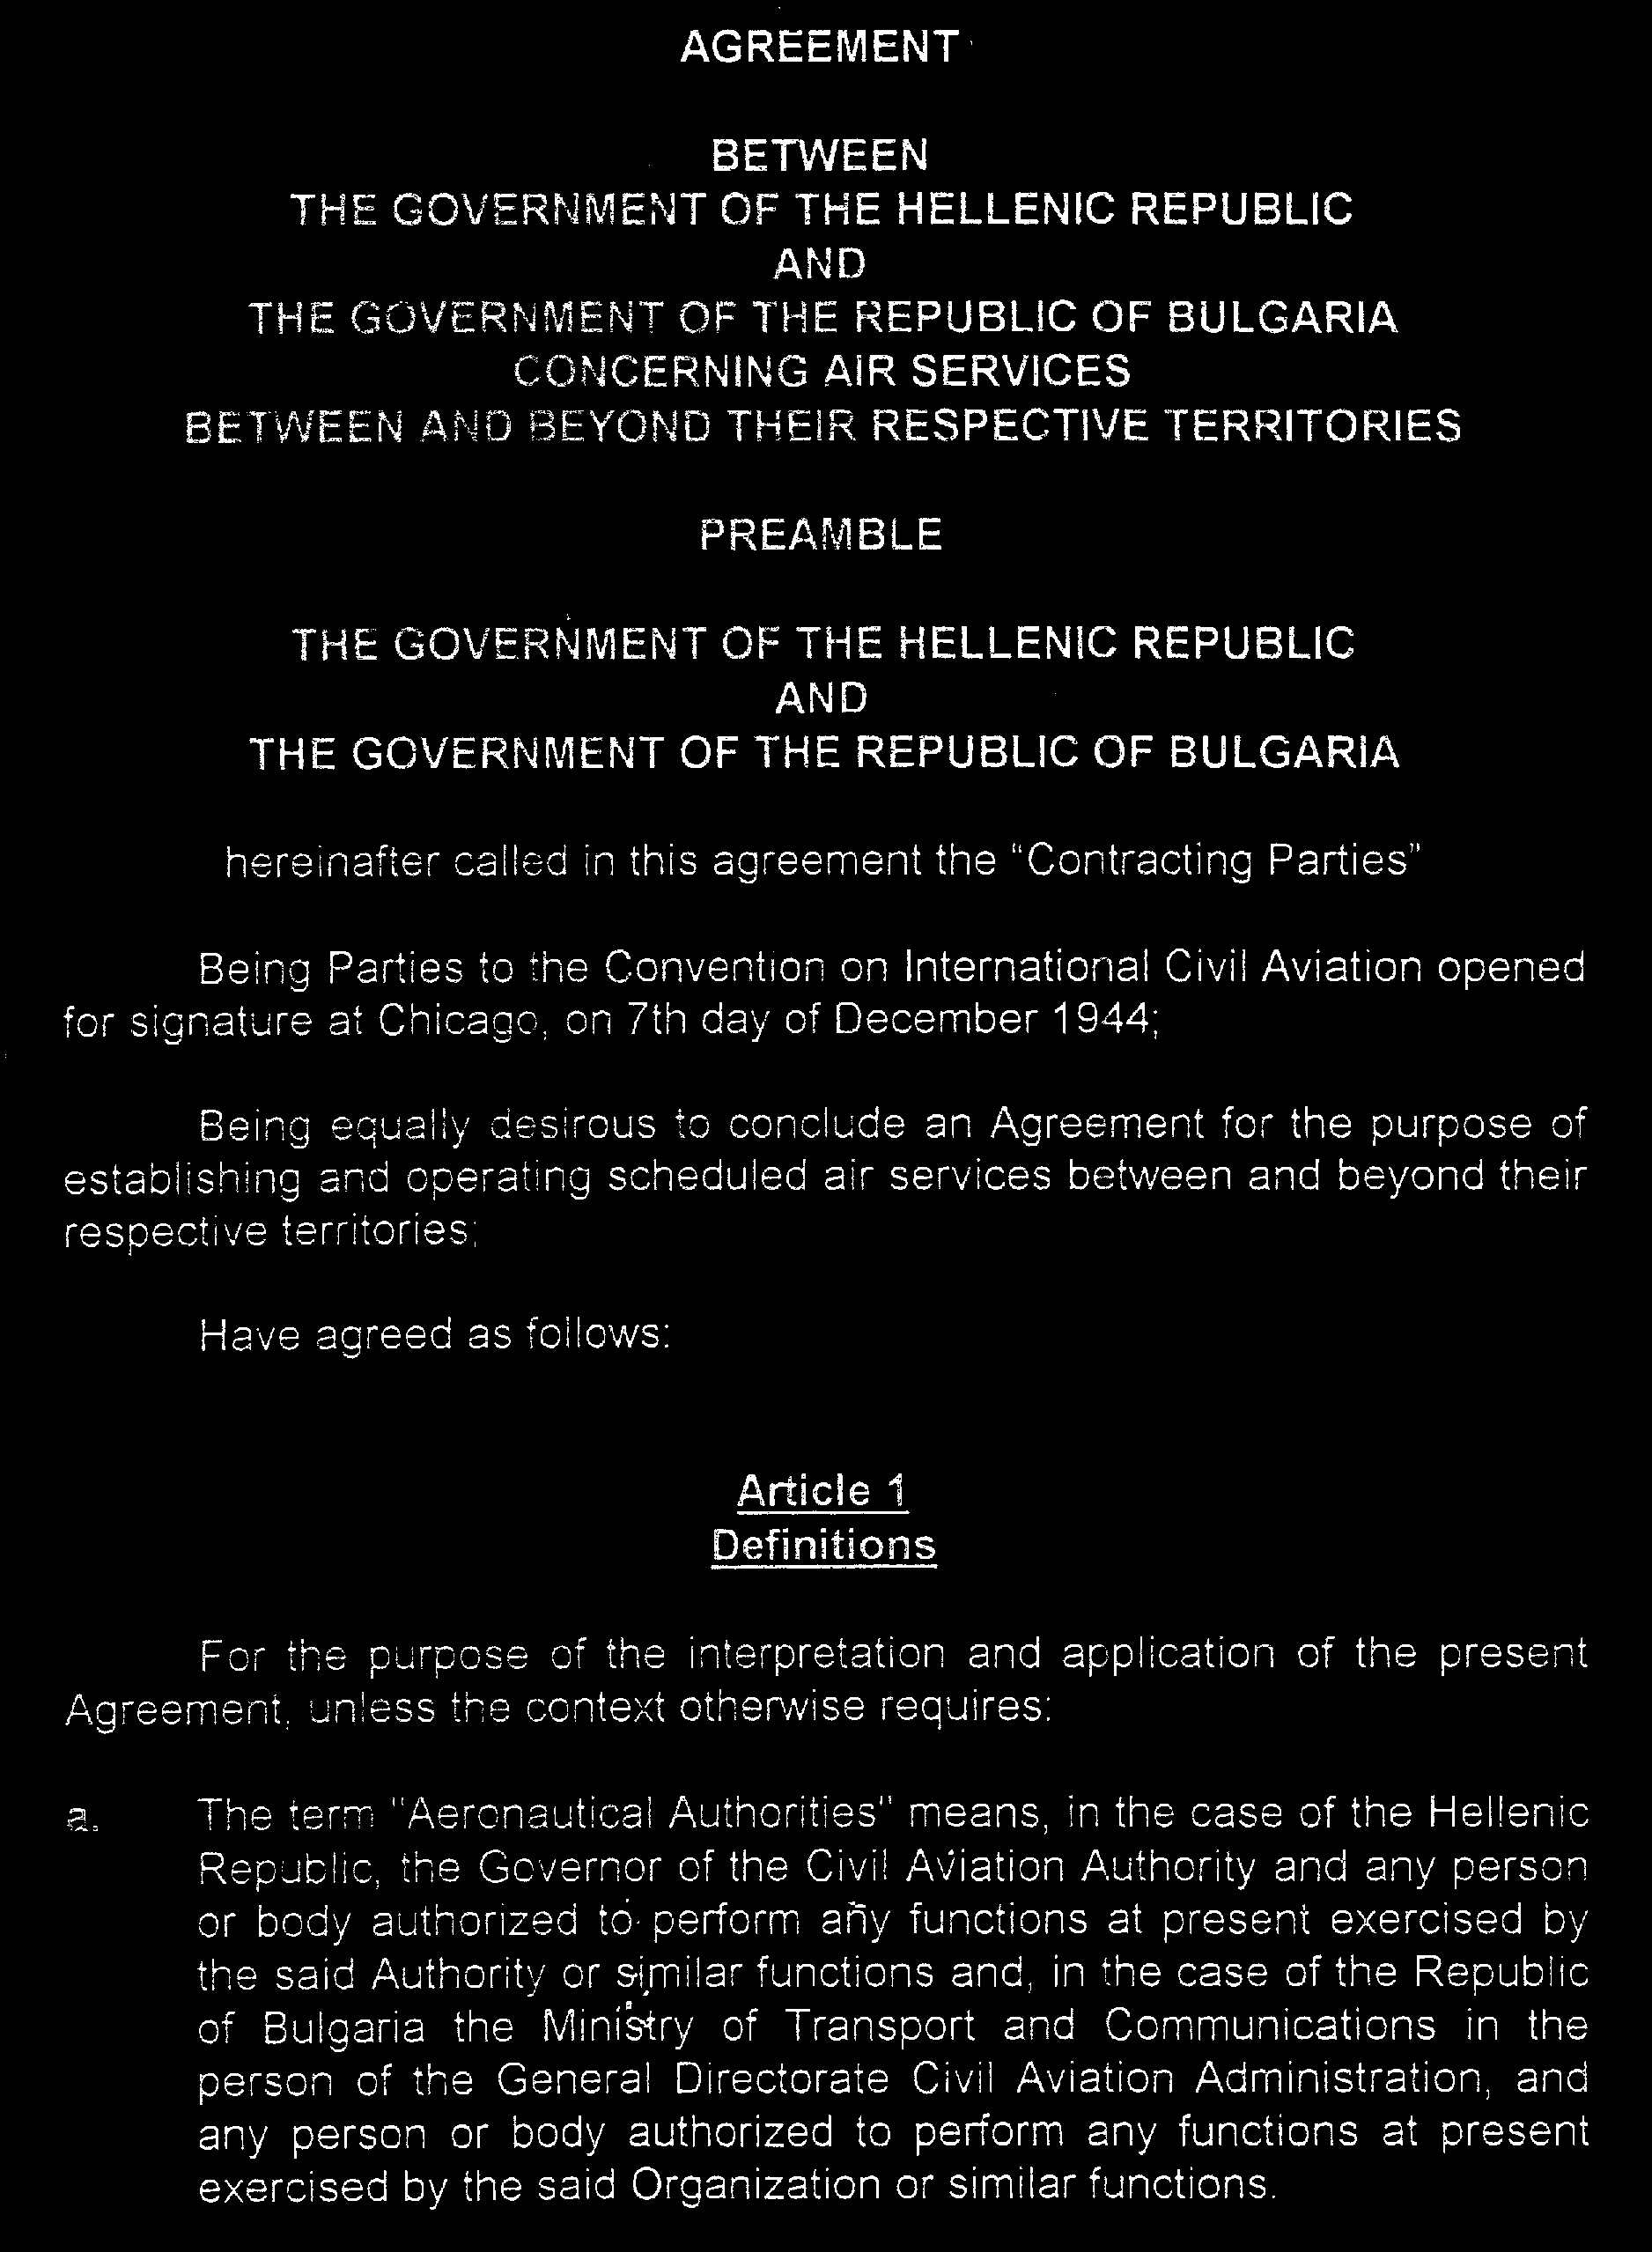 AGREEMENT
BETWEEN
THE GOVERNMENT OF THE HELLENIC REPUBLIC
AND
THE GOVERNMENT OF THE REPUBLIC OF BULGARIA
CONCERNING AIR SERVICES
BETWEEN AND BEYOND THEIR RESPECTIVE TERRITORIES
PREAMBLE
THE GOVERNMENT OF THE HELLENIC REPUBLIC
AND
THE GOVERNMENT OF THE REPUBLIC OF BULGARIA
hereinafter called in this agreement the “Contracting Parties”
Being Parties to the Convention on International Civil Aviation opened
for signature at Chicago, on 7th day of December 1944;
Being equally desirous to conclude an Agreement for the purpose of
establishing and operating scheduled air services between and beyond their
respective territories;
Have agreed as follows:
Article 1
Definitions
For the purpose of the interpretation and application of the present
Agreement, unless the context otherwise requires:
a. The term "Aeronautical Authorities" means, in the case of the Hellenic
Republic, the Governor of the Civil Aviation Authority and any person
or body authorized to perform any functions at present exercised by
the said Authority or similar functions and, in the case of the Republic
of Bulgaria the Ministry of Transport and Communications in the
person of the General Directorate Civil Aviation Administration, and
any person or body authorized to perform any functions at present
exercised by the said Organization or similar functions.